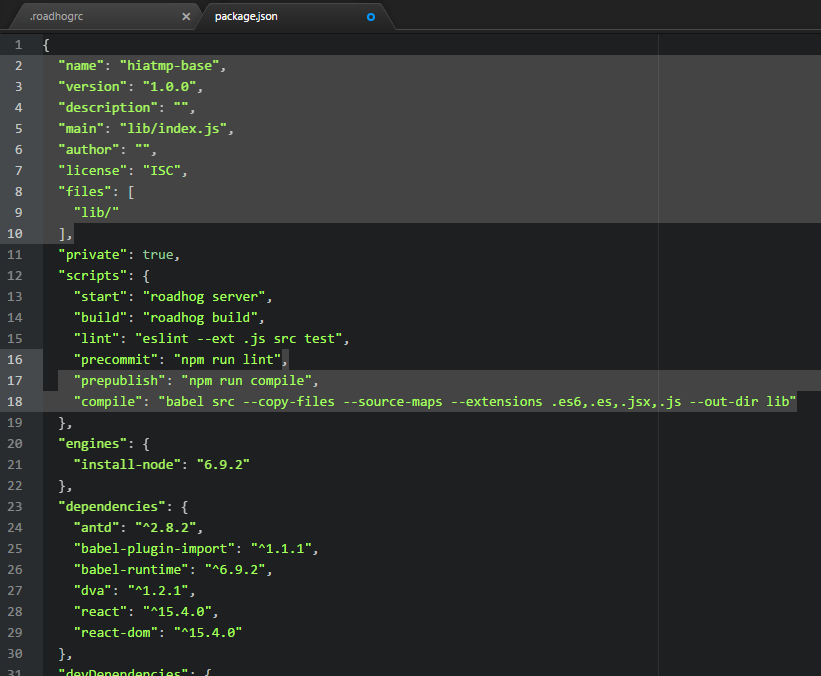 .roadhogrc
package.json
1 {
2 "name": "hiatmp-base",
3 "version": "1.0.0",
4 "description": "",
5 "main": "lib/index.js",
6 "author": "",
7 "license": "ISC",
8 "files": [
9 "lib/"
10 ],
11 "private": true,
12 "scripts": {
13 "start": "roadhog server",
14 "build": "roadhog build",
15 "lint": "eslint --ext .js src test",
16 "precommit": "npm run lint",
17 "prepublish": "npm run compile",
18 "compile": "babel src --copy-files --source-maps --extensions .es6,.es,.jsx,.js --out-dir lib"
19 },
20 "engines": {
21 "install-node": "6.9.2"
22 },
23 "dependencies": {
24 "antd": "^2.8.2",
25 "babel-plugin-import": "^1.1.1",
26 "babel-runtime": "^6.9.2",
27 "dva": "^1.2.1",
28 "react": "^15.4.0",
29 "react-dom": "^15.4.0"
30 },
31 "devDependencies": {